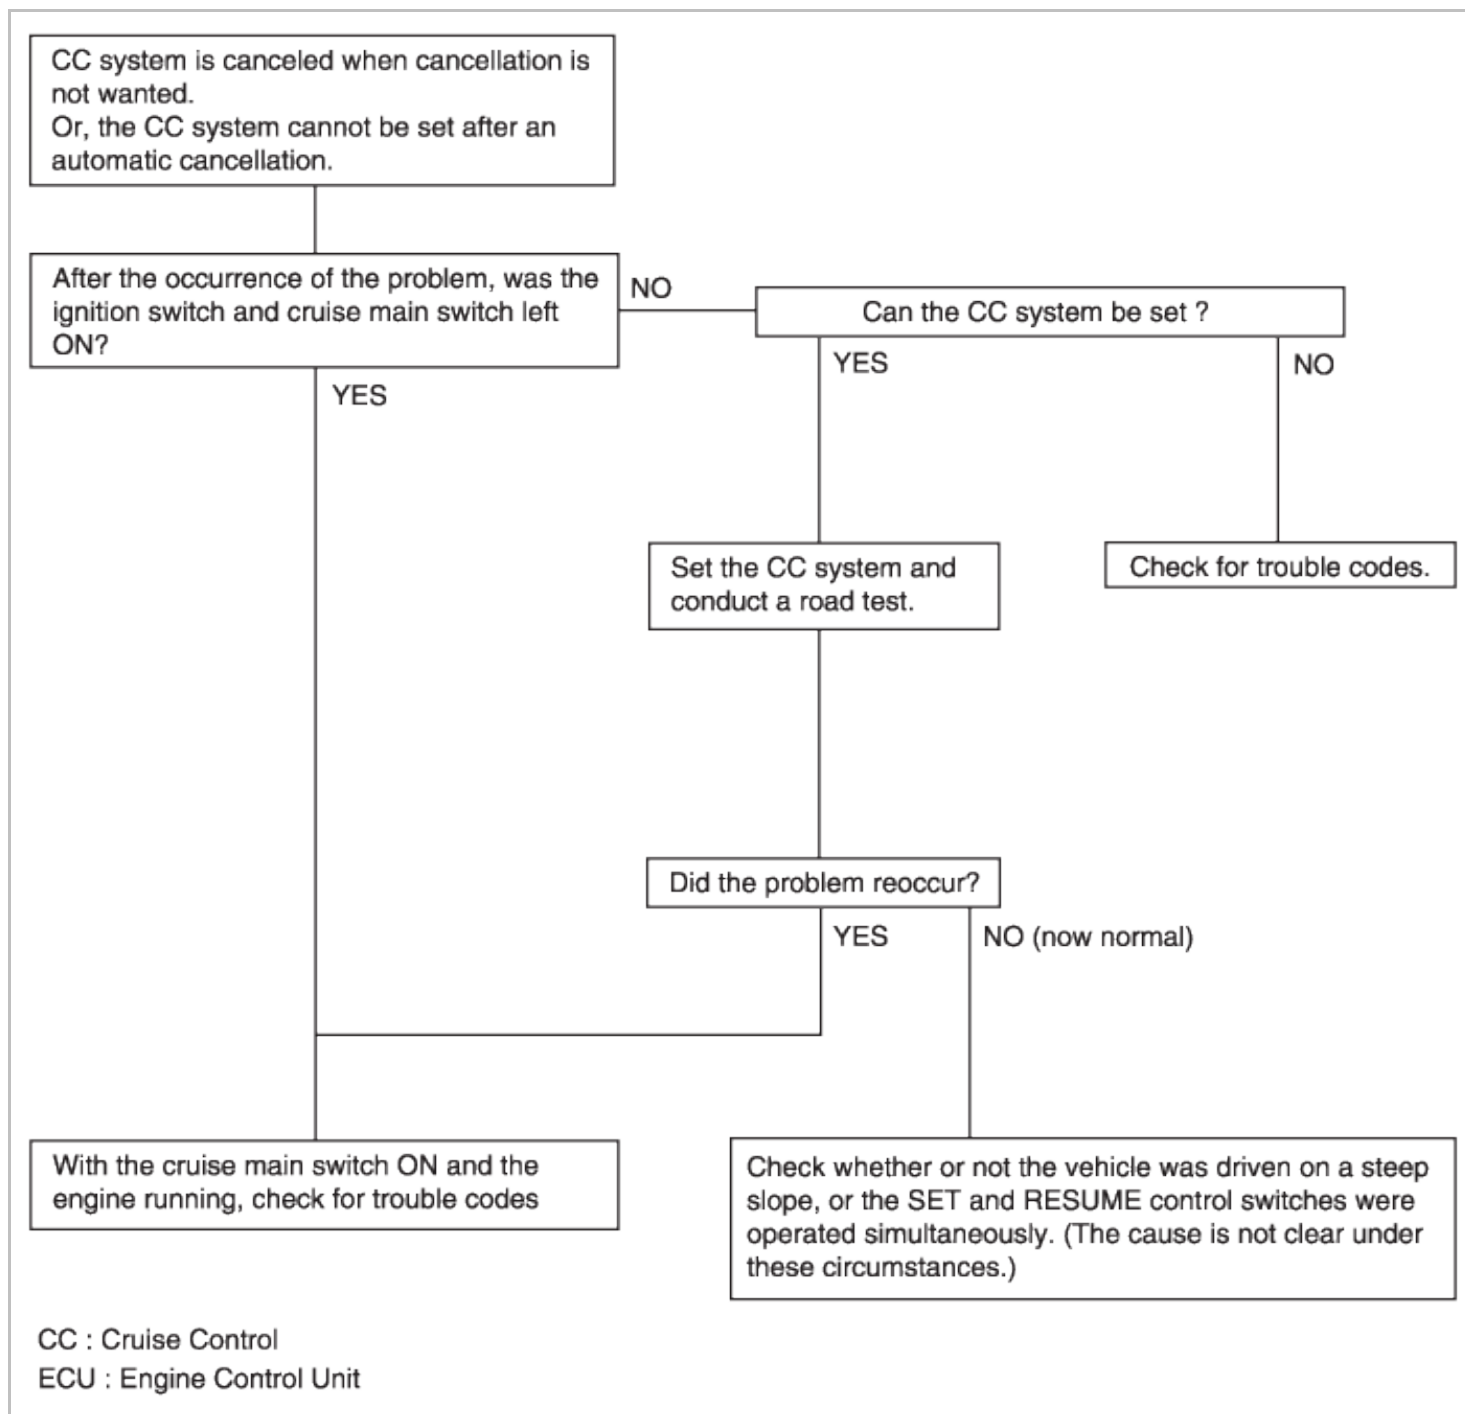 CC system is canceled when cancellation is
not wanted.
Or, the CC system cannot be set after an
automatic cancellation.
After the occurrence of the problem, was the
ignition switch and cruise main switch left
ON?
NO
Can the CC system be set ?
YES
YES
NO
Set the CC system and
conduct a road test.
Check for trouble codes.
Did the problem reoccur?
YES
NO (now normal)
With the cruise main switch ON and the
engine running, check for trouble codes
Check whether or not the vehicle was driven on a steep
slope, or the SET and RESUME control switches were
operated simultaneously. (The cause is not clear under
these circumstances.)
CC : Cruise Control
ECU : Engine Control Unit